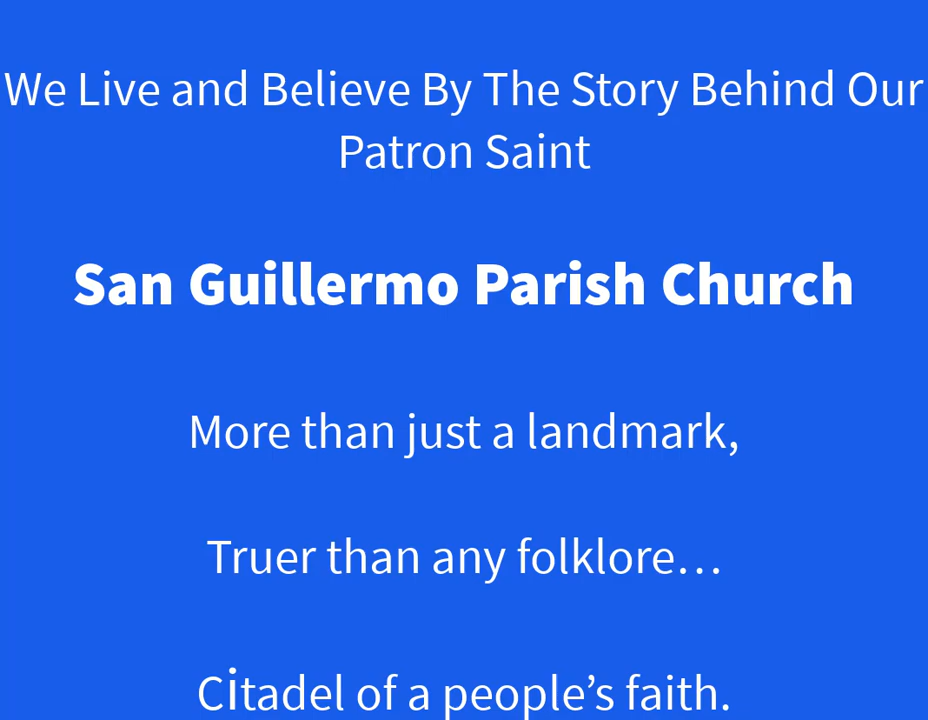 We Live and Believe By The Story Behind Our
Patron Saint
San Guillermo Parish Church
More than just a landmark,
Truer than any folklore…
Citadel of a people’s faith.